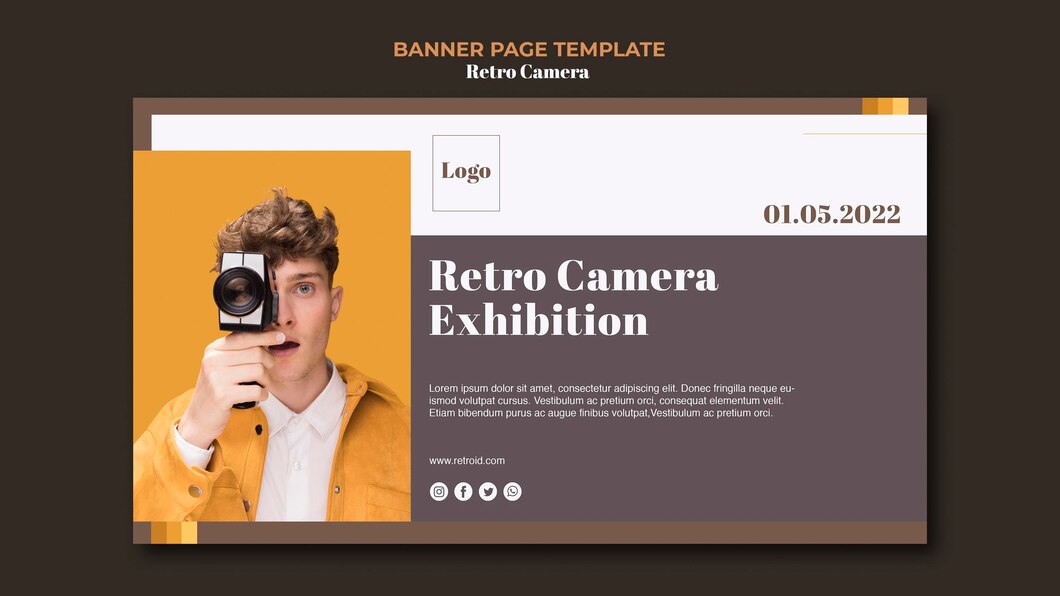 BANNER PAGE TEMPLATE
Retro Camera
Logo
01.05.2022
Retro Camera
Exhibition
Lorem ipsum dolor sit amet, consectetur adipiscing elit. Donec fringilla neque eu-
ismod volutpat cursus. Vestibulum ac pretium orci, consequat elementum velit.
Etiam bibendum purus ac augue finibus volutpat,Vestibulum ac pretium orci.
www.retroid.com